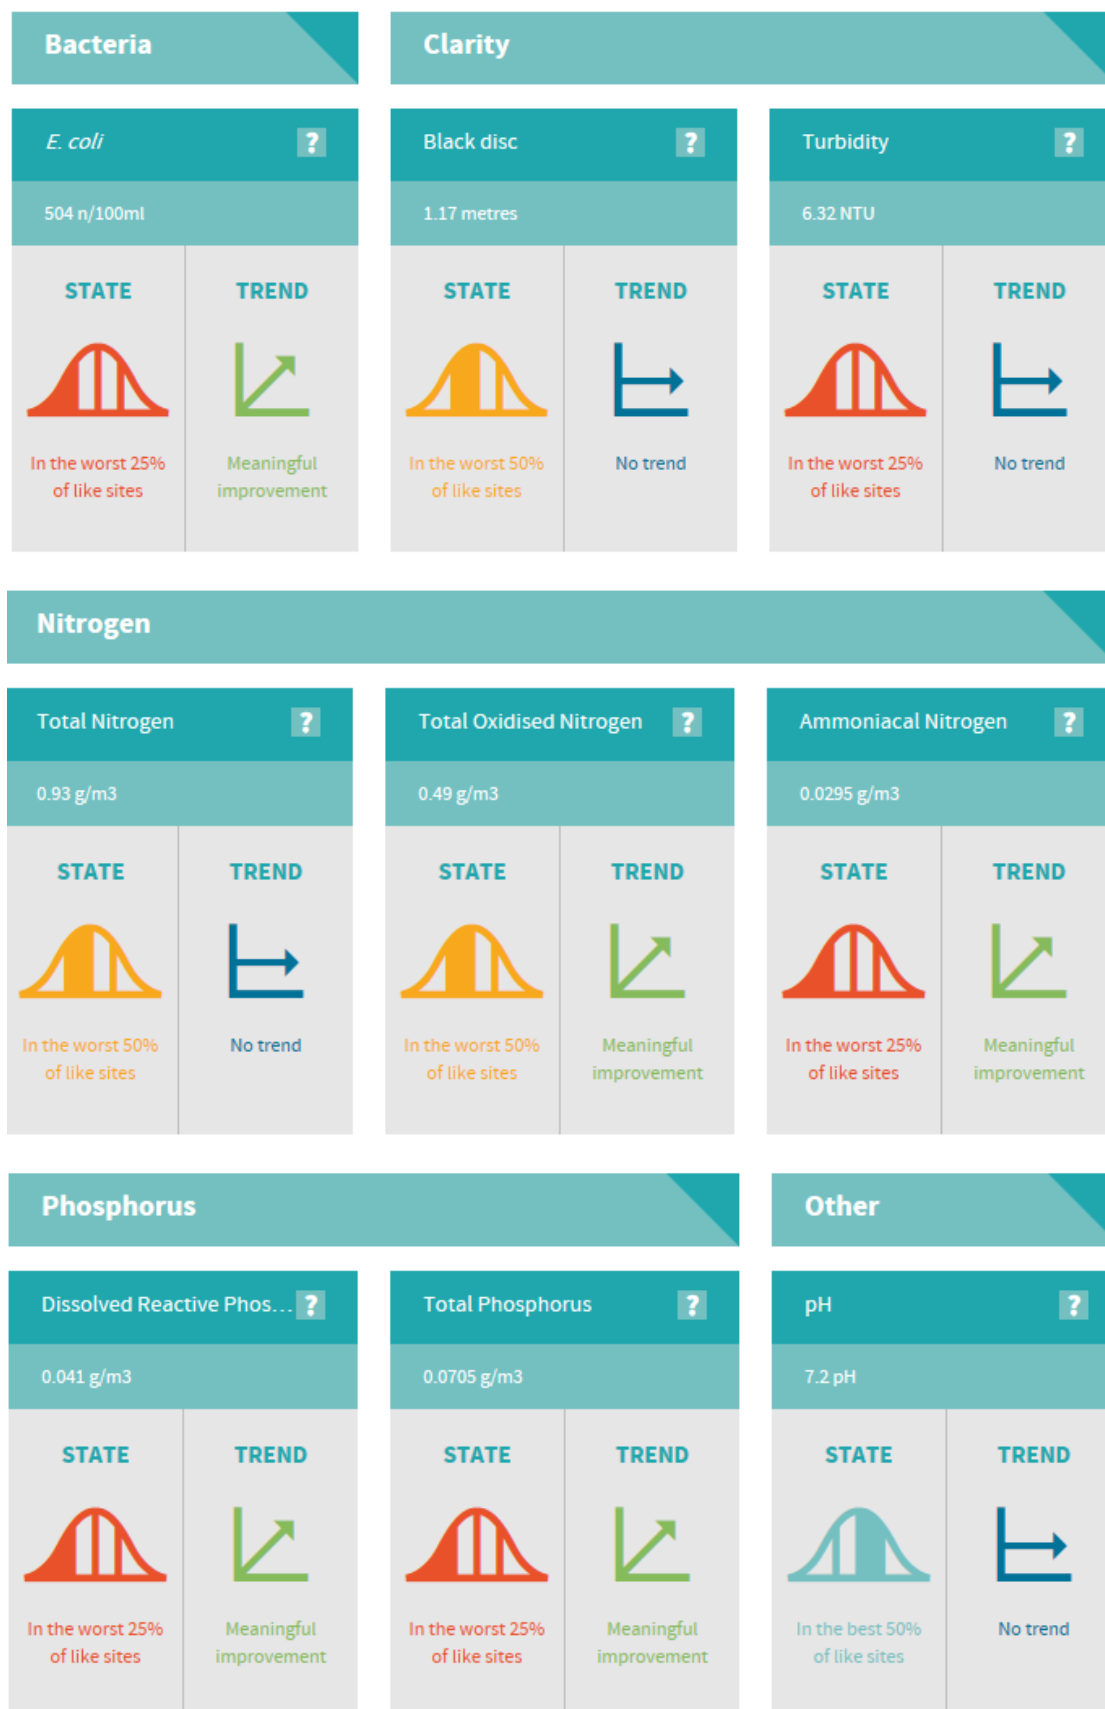 Bacteria
Clarity
E. coli ?
Black disc ?
Turbidity ?
504 n/100ml
1.17 metres
6.32 NTU
STATE
TREND
STATE
TREND
STATE
TREND
In the worst 25%
of like sites
Meaningful
improvement
In the worst 50%
of like sites
No trend
In the worst 25%
of like sites
No trend
Nitrogen
Total Nitrogen ?
Total Oxidised Nitrogen ?
Ammoniacal Nitrogen ?
0.93 g/m3
0.49 g/m3
0.0295 g/m3
STATE
TREND
STATE
TREND
STATE
TREND
In the worst 50%
of like sites
No trend
In the worst 50%
of like sites
Meaningful
improvement
In the worst 25%
of like sites
Meaningful
improvement
Phosphorus
Other
Dissolved Reactive Phos... ?
Total Phosphorus ?
pH ?
0.041 g/m3
0.0705 g/m3
7.2 pH
STATE
TREND
STATE
TREND
STATE
TREND
In the worst 25%
of like sites
Meaningful
improvement
In the worst 25%
of like sites
Meaningful
improvement
In the best 50%
of like sites
No trend